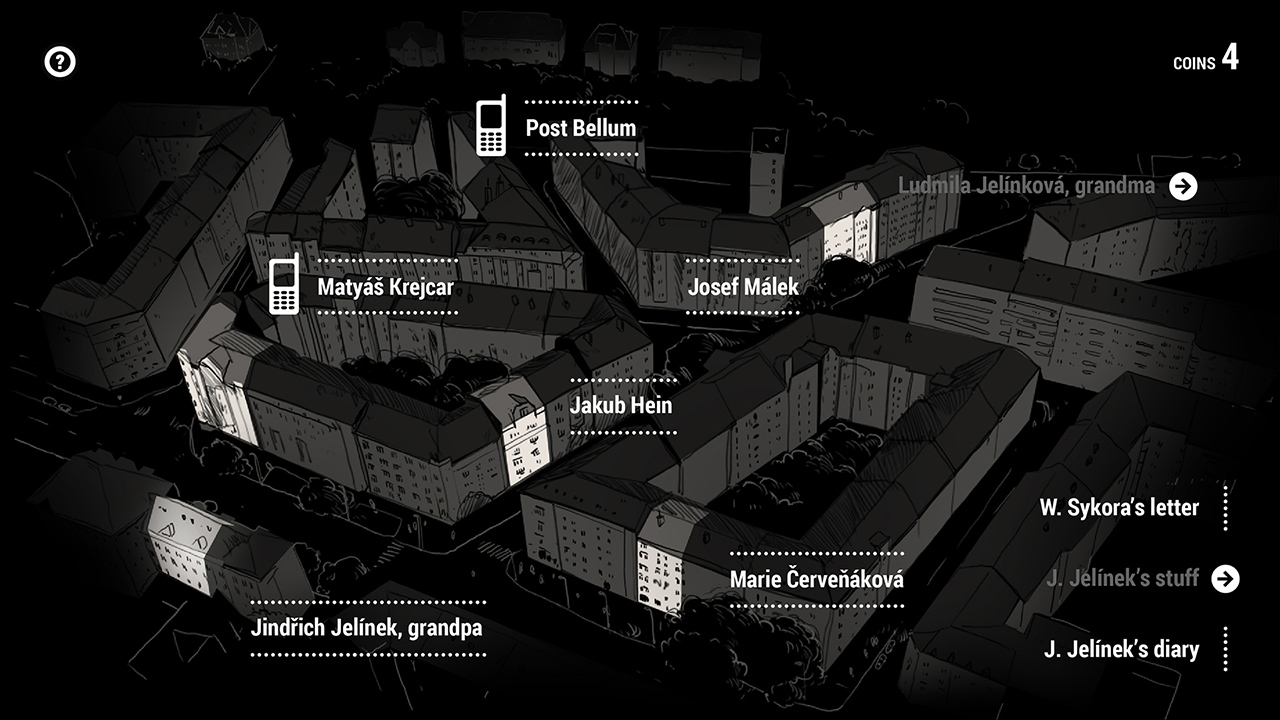 ?
COINS 4
Post Bellum
Ludmila Jelínková, grandma
Matyáš Krejcar
Josef Málek
Jakub Hein
W. Sykora’s letter
Marie Červeňáková
J. Jelínek’s stuff
Jindřich Jelínek, grandpa
J. Jelínek’s diary